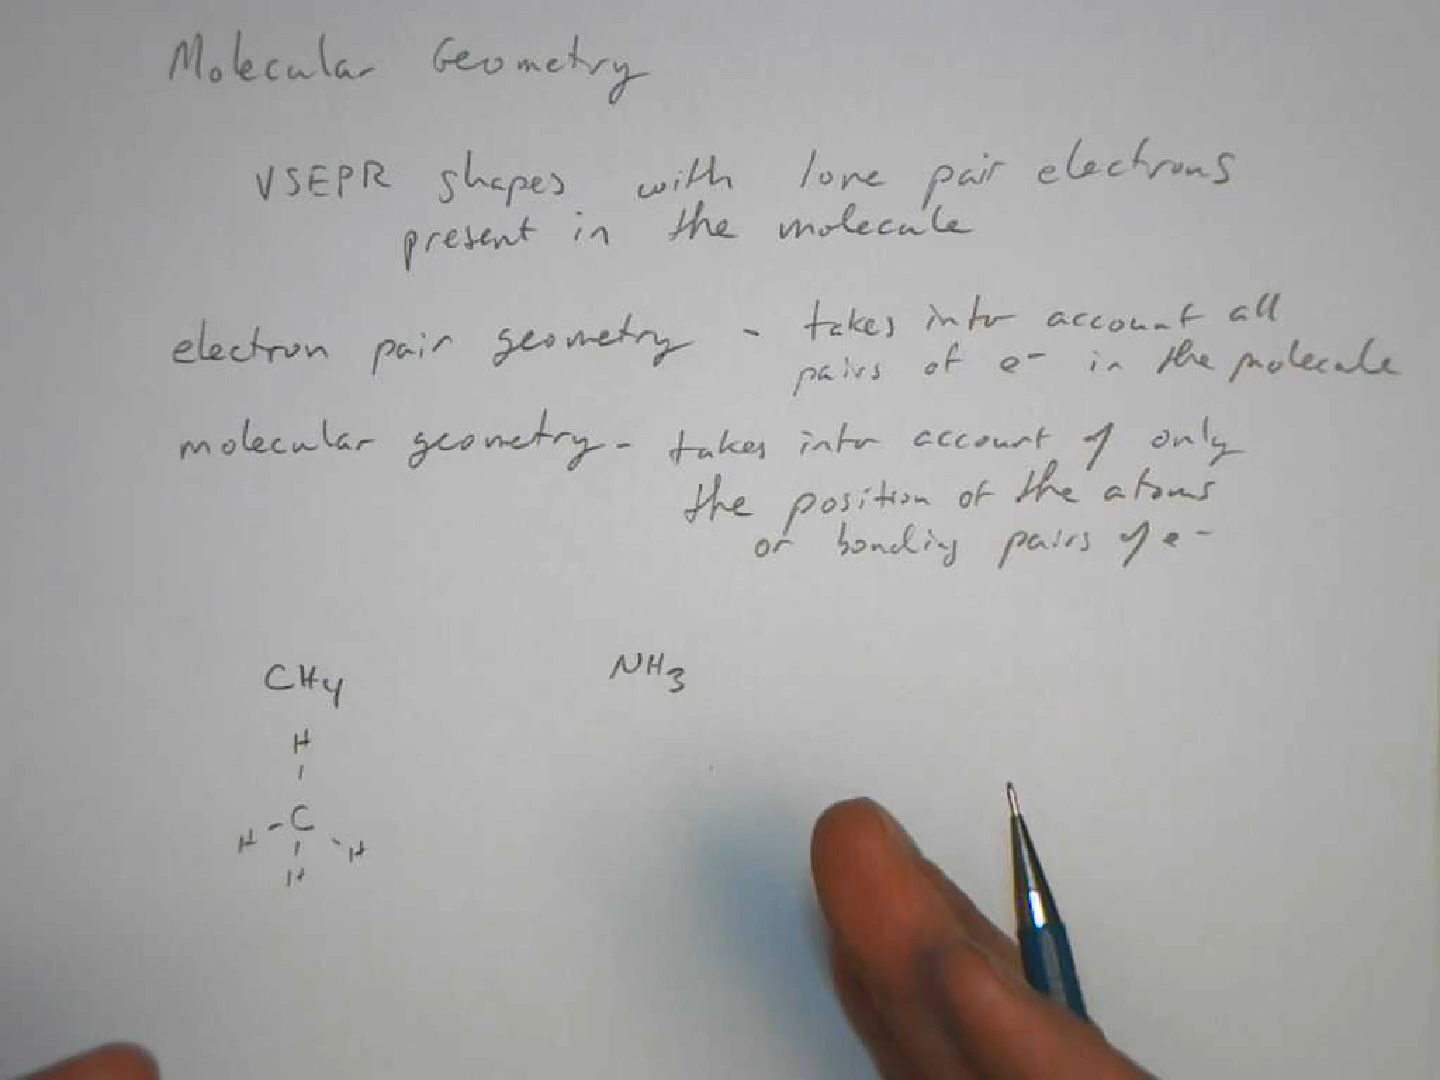 Molecular Geometry
VSEPR shapes with lone pair electrons
present in the molecule
electron pair geometry - takes into account all
pairs of e- in the molecule
molecular geometry - takes into account of only
the position of the atoms
or bonding pairs of e-
CH4 NH3
H
H - C
H H